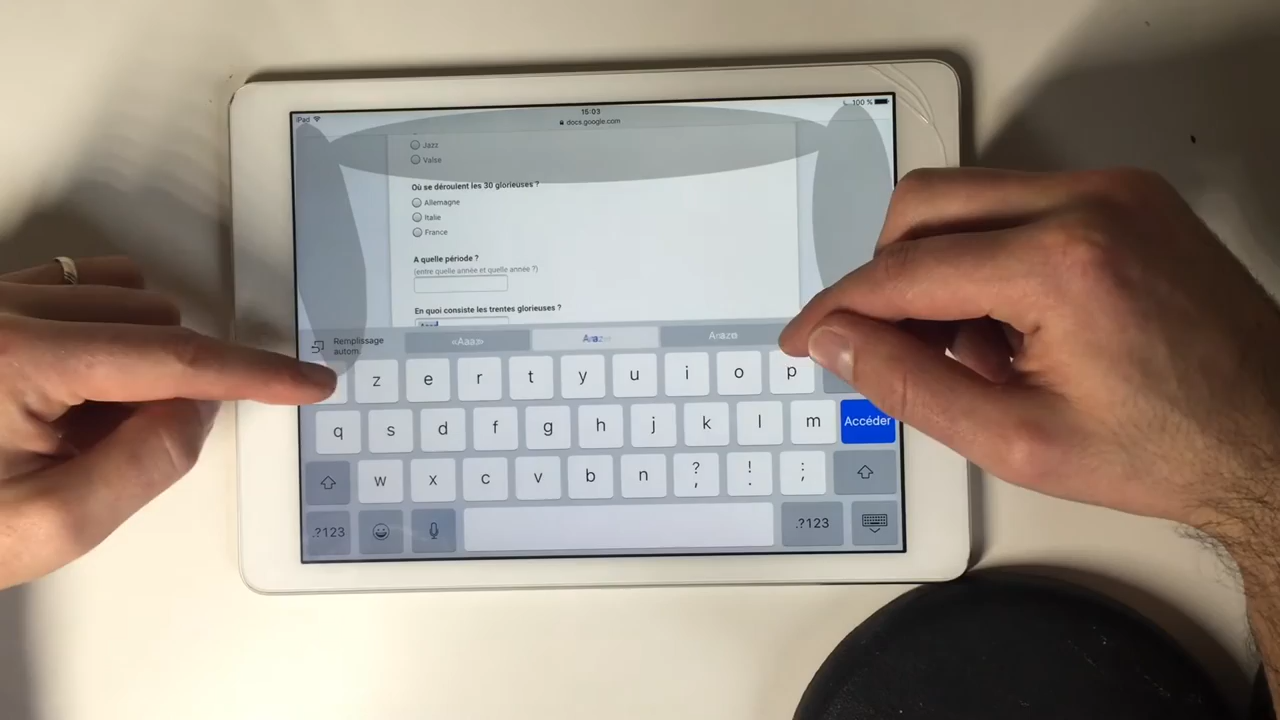 iPad
15:03
100 %
docs.google.com
Jazz
Valse
Où se déroulent les 30 glorieuses ?
Allemagne
Italie
France
A quelle période ?
(entre quelle année et quelle année ?)
En quoi consiste les trentes glorieuses ?
Remplissage
autom.
«Aaa»
z e r t y u i o p
q s d f g h j k l m Accéder
w x c v b n ? , ! . ; :
.?123 .?123